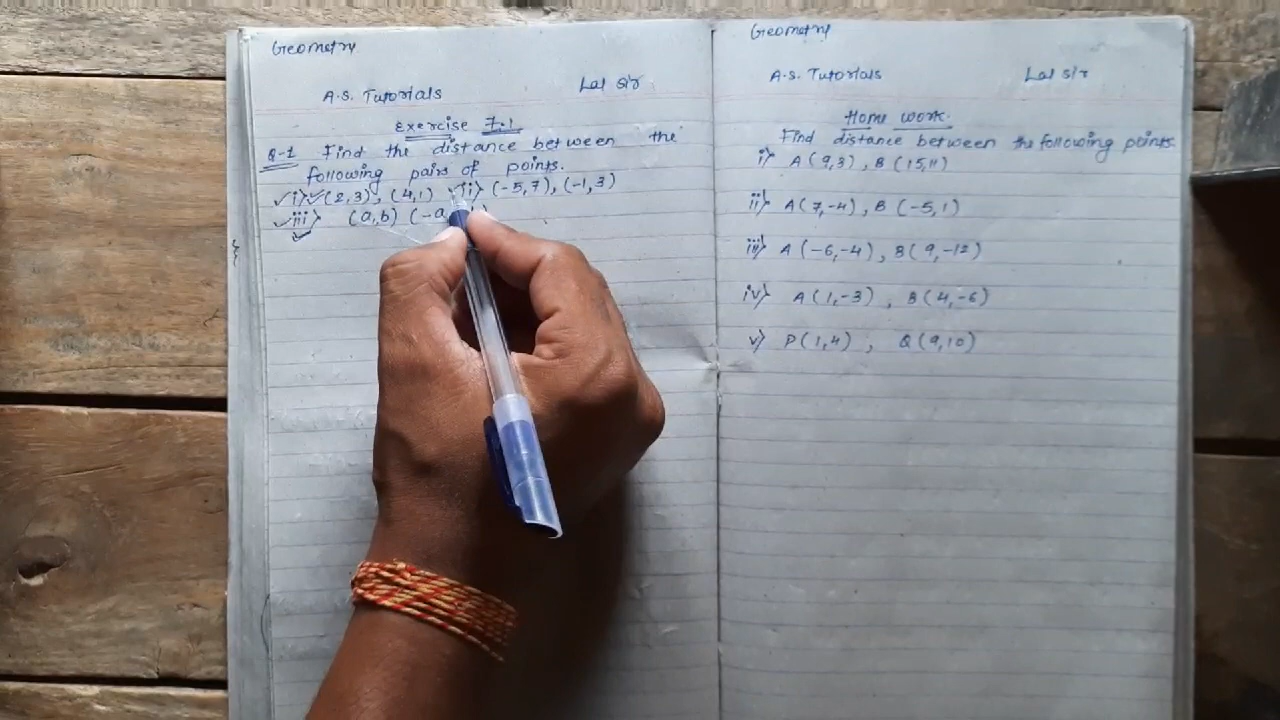 Geometry
A.S. Tutorials Lal sir
Exercise 7.1
Q-1 Find the distance between the
following pairs of points.
i> (2,3), (4,1) ii> (-5,7), (-1,3)
iii> (a,b) (-a,
Geometry
A.S. Tutorials Lal sir
Home work.
Find distance between the following points.
i> A(9,3), B(15,11)
ii> A(7,-4), B(-5,1)
iii> A(-6,-4), B(9,-12)
iv> A(1,-3), B(4,-6)
v> P(1,4), Q(9,10)